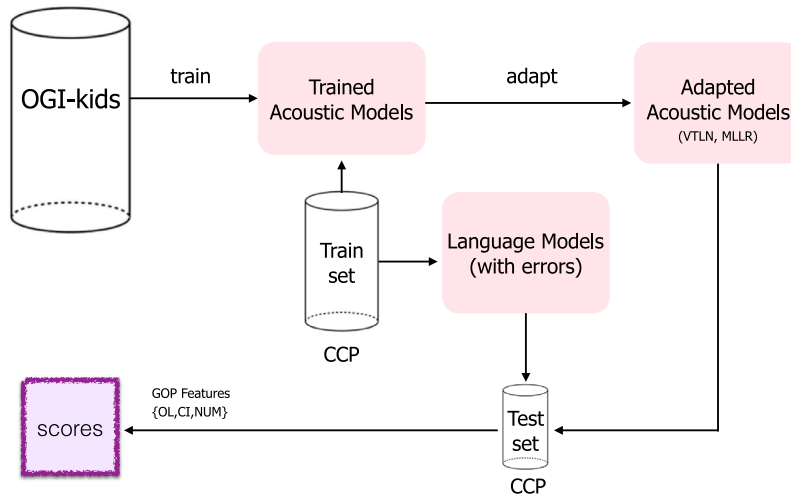 OGI-kids
train
Trained
Acoustic Models
adapt
Adapted
Acoustic Models
(VTLN, MLLR)
Train
set
CCP
Language Models
(with errors)
GOP Features
{OL,CI,NUM}
scores
Test
set
CCP